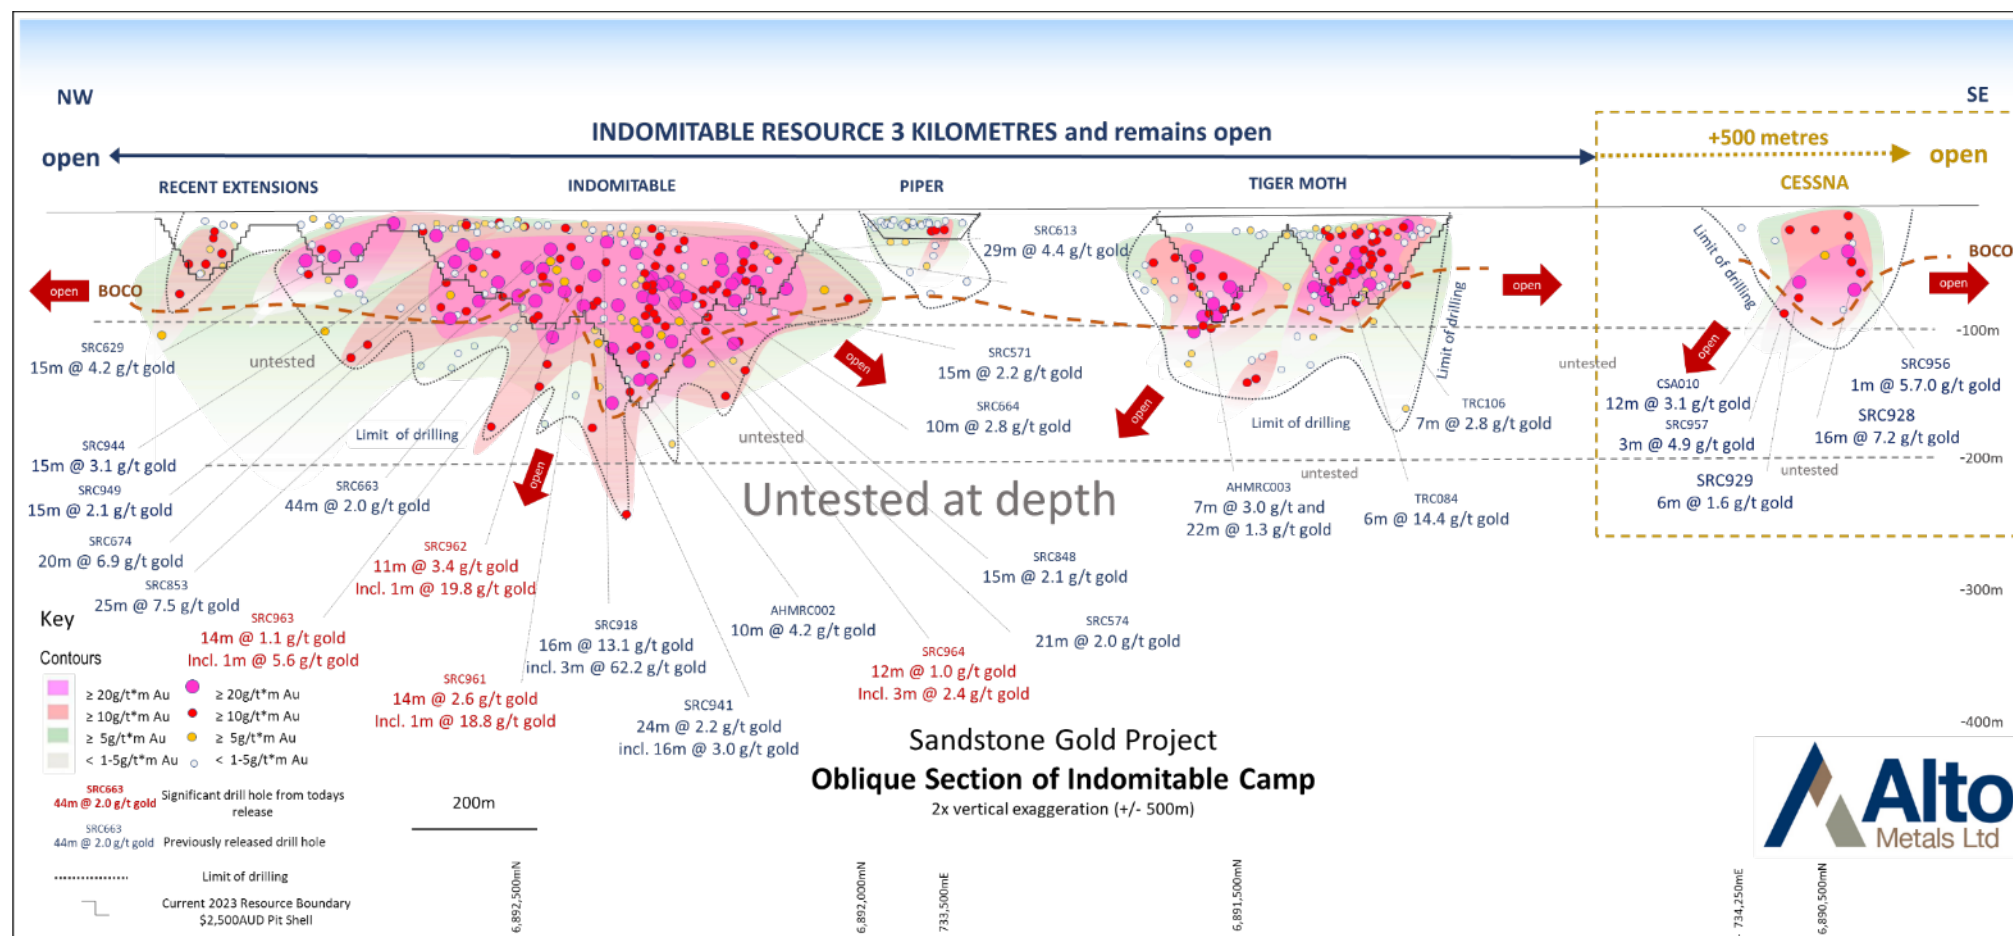 NW
SE
INDOMITABLE RESOURCE 3 KILOMETRES and remains open
+500 metres
open
open
RECENT EXTENSIONS
INDOMITABLE
PIPER
TIGER MOTH
CESSNA
SRC613
29m @ 4.4 g/t gold
Limit of drilling
BOCO
open
BOCO
open
open
Limit of drilling
-100m
SRC629
15m @ 4.2 g/t gold
untested
open
SRC571
15m @ 2.2 g/t gold
untested
open
SRC956
1m @ 5.7.0 g/t gold
CSA010
12m @ 3.1 g/t gold
SRC664
10m @ 2.8 g/t gold
open
TRC106
7m @ 2.8 g/t gold
SRC928
16m @ 7.2 g/t gold
SRC957
3m @ 4.9 g/t gold
Limit of drilling
untested
Limit of drilling
SRC944
15m @ 3.1 g/t gold
-200m
open
untested
untested
SRC949
15m @ 2.1 g/t gold
SRC663
44m @ 2.0 g/t gold
Untested at depth
AHMRC003
7m @ 3.0 g/t and
22m @ 1.3 g/t gold
TRC084
6m @ 14.4 g/t gold
SRC929
6m @ 1.6 g/t gold
SRC674
20m @ 6.9 g/t gold
SRC962
11m @ 3.4 g/t gold
Incl. 1m @ 19.8 g/t gold
SRC848
15m @ 2.1 g/t gold
SRC853
25m @ 7.5 g/t gold
-300m
SRC963
14m @ 1.1 g/t gold
Incl. 1m @ 5.6 g/t gold
SRC918
16m @ 13.1 g/t gold
incl. 3m @ 62.2 g/t gold
AHMRC002
10m @ 4.2 g/t gold
SRC574
21m @ 2.0 g/t gold
SRC964
12m @ 1.0 g/t gold
Incl. 3m @ 2.4 g/t gold
SRC961
14m @ 2.6 g/t gold
Incl. 1m @ 18.8 g/t gold
SRC941
24m @ 2.2 g/t gold
incl. 16m @ 3.0 g/t gold
-400m
Key
Contours
≥ 20g/t*m Au
≥ 20g/t*m Au
≥ 10g/t*m Au
≥ 10g/t*m Au
≥ 5g/t*m Au
≥ 5g/t*m Au
< 1-5g/t*m Au
< 1-5g/t*m Au
SRC663
44m @ 2.0 g/t gold
Significant drill hole from todays
release
SRC663
44m @ 2.0 g/t gold
Previously released drill hole
Limit of drilling
Current 2023 Resource Boundary
$2,500AUD Pit Shell
200m
Sandstone Gold Project
Oblique Section of Indomitable Camp
2x vertical exaggeration (+/- 500m)
Alto
Metals Ltd
6,892,500mN
6,892,000mN
733,500mE
6,891,500mN
734,250mE
6,890,500mN